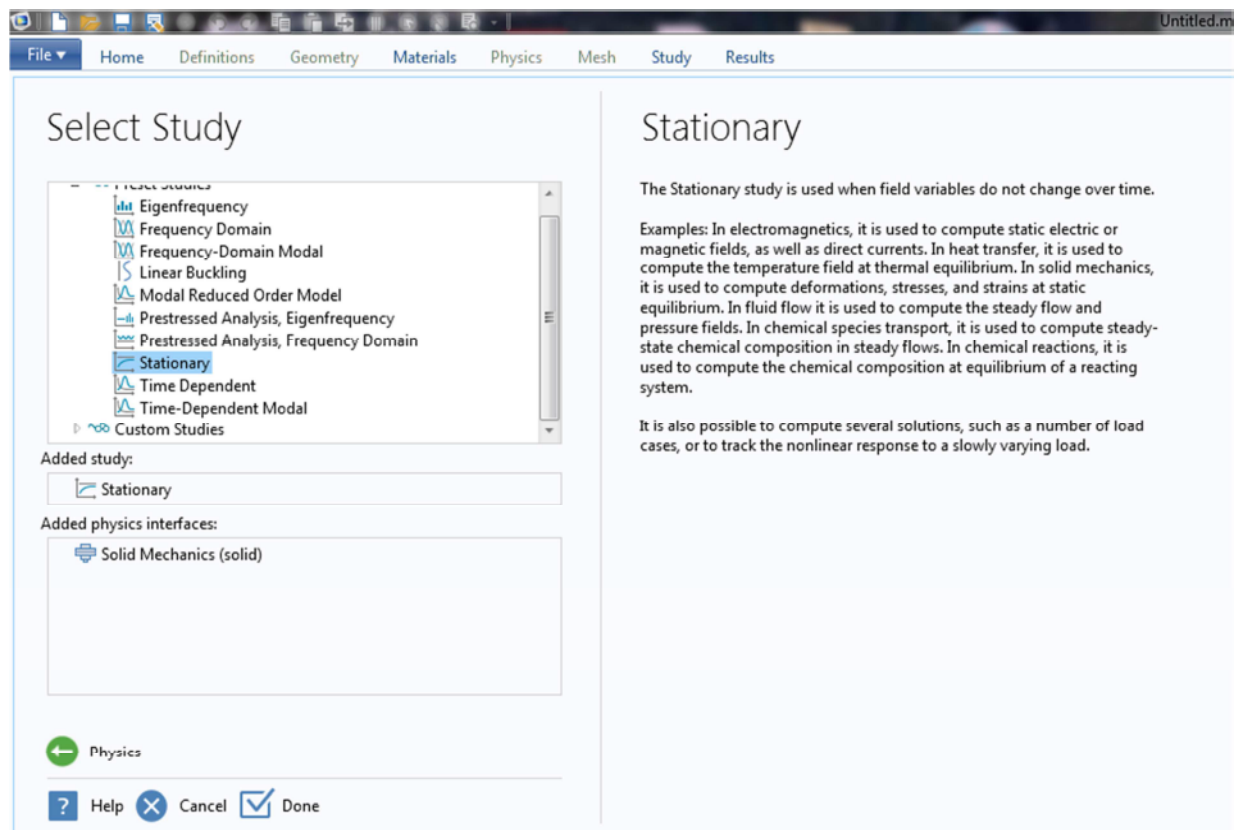 Untitled.m
File Home Definitions Geometry Materials Physics Mesh Study Results
Select Study
Preset Studies
Eigenfrequency
Frequency Domain
Frequency-Domain Modal
Linear Buckling
Modal Reduced Order Model
Prestressed Analysis, Eigenfrequency
Prestressed Analysis, Frequency Domain
Stationary
Time Dependent
Time-Dependent Modal
Custom Studies
Added study:
Stationary
Added physics interfaces:
Solid Mechanics (solid)
Physics
? Help Cancel Done
Stationary
The Stationary study is used when field variables do not change over time.
Examples: In electromagnetics, it is used to compute static electric or
magnetic fields, as well as direct currents. In heat transfer, it is used to
compute the temperature field at thermal equilibrium. In solid mechanics,
it is used to compute deformations, stresses, and strains at static
equilibrium. In fluid flow it is used to compute the steady flow and
pressure fields. In chemical species transport, it is used to compute steady-
state chemical composition in steady flows. In chemical reactions, it is
used to compute the chemical composition at equilibrium of a reacting
system.
It is also possible to compute several solutions, such as a number of load
cases, or to track the nonlinear response to a slowly varying load.